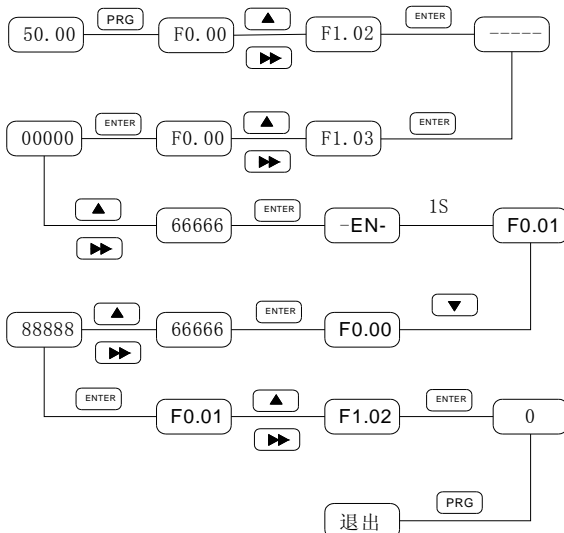 50.00 PRG F0.00 F1.02 ENTER -----
00000 ENTER F0.00 F1.03 ENTER
66666 ENTER -EN- 1S F0.01
88888 66666 ENTER F0.00
ENTER F0.01 F1.02 ENTER 0
退出 PRG